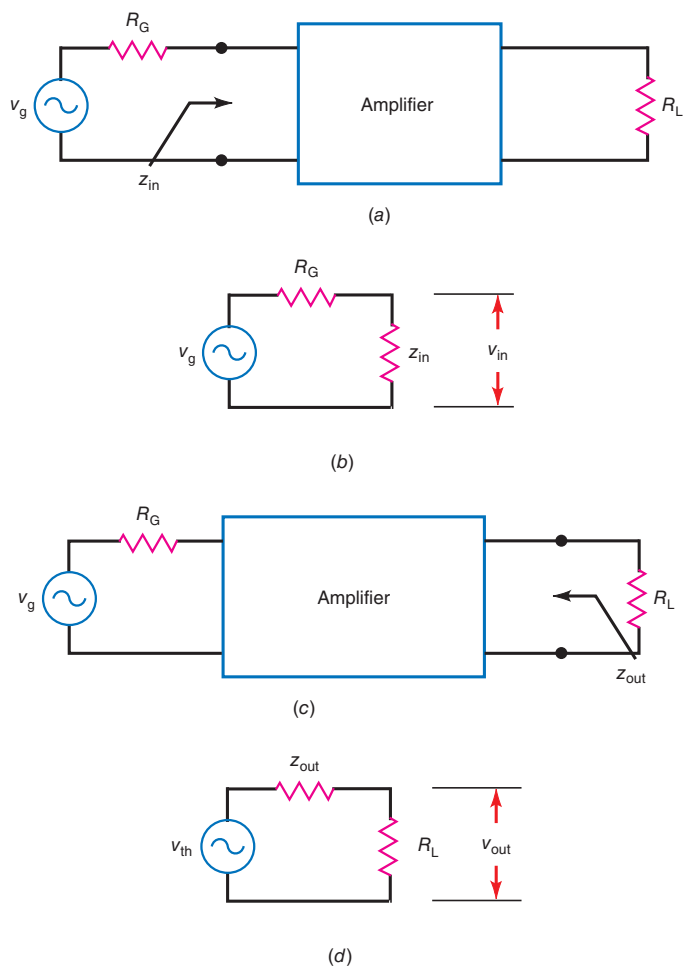 R_G
v_g
Amplifier
R_L
z_in
(a)
R_G
v_g
z_in
v_in
(b)
R_G
v_g
Amplifier
R_L
z_out
(c)
z_out
v_th
R_L
v_out
(d)